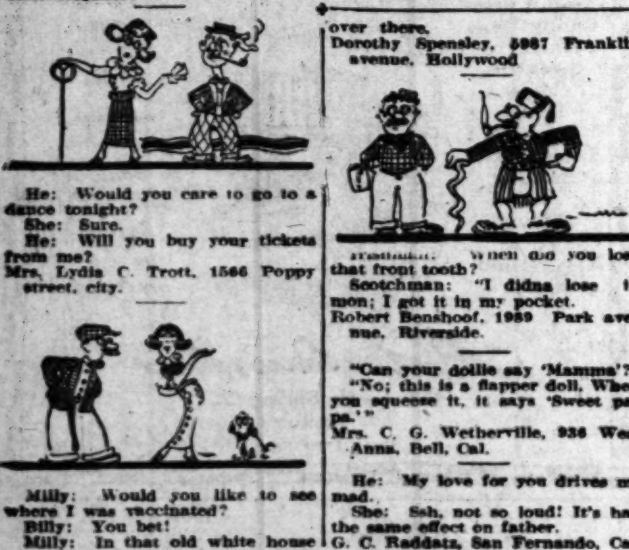 He: Would you care to go to a
dance tonight?
She: Sure.
He: Will you buy your tickets
from me?
Mrs. Lydia C. Trott, 1566 Poppy
street, city.
Milly: Would you like to see
where I was vaccinated?
Billy: You bet!
Milly: In that old white house
over there.
Dorothy Spensley, 5987 Frankli
avenue, Hollywood
When did you los
that front tooth?
Scotchman: "I didna lose i
mon; I got it in my pocket.
Robert Benshoof, 1989 Park ave
nue, Riverside.
"Can your dollie say 'Mamma'?
"No; this is a flapper doll. Whe
you squeeze it, it says 'Sweet pa
pa.'"
Mrs. C. G. Wetherville, 936 Wes
Anna, Bell, Cal.
He: My love for you drives m
mad.
She: Ssh, not so loud! It's ha
the same effect on father.
G. C. Raddatz, San Fernando, Ca